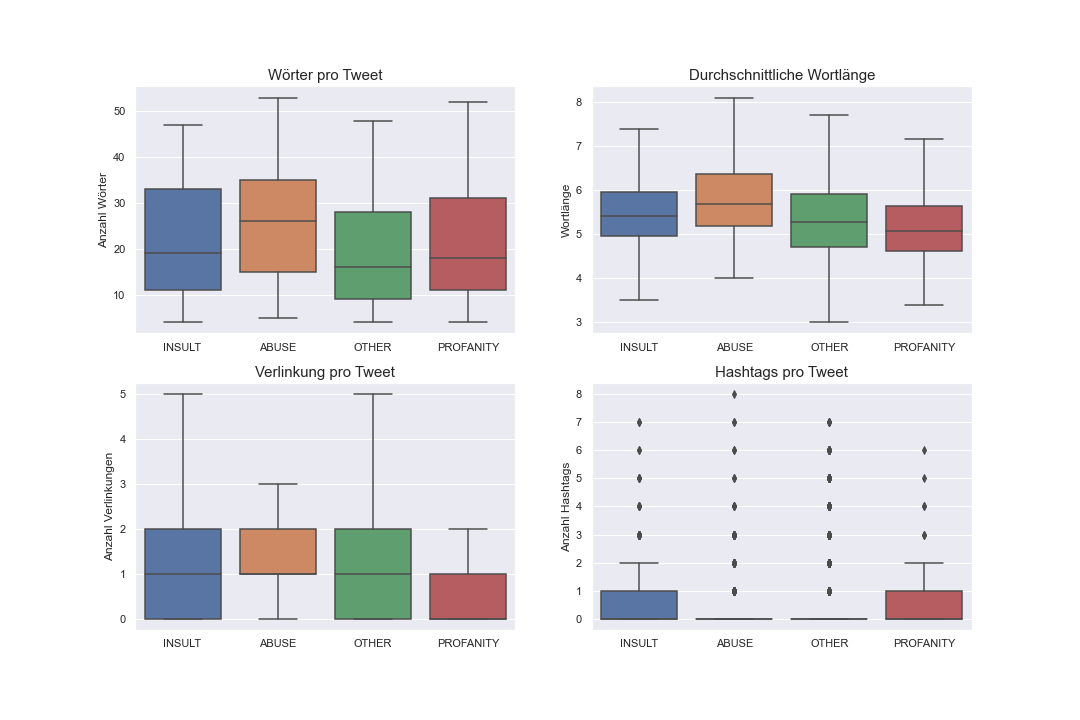 Wörter pro Tweet
Anzahl Wörter
50
40
30
20
10
INSULT ABUSE OTHER PROFANITY
Durchschnittliche Wortlänge
Wortlänge
8
7
6
5
4
3
INSULT ABUSE OTHER PROFANITY
Verlinkung pro Tweet
Anzahl Verlinkungen
5
4
3
2
1
0
INSULT ABUSE OTHER PROFANITY
Hashtags pro Tweet
Anzahl Hashtags
8
7
6
5
4
3
2
1
0
INSULT ABUSE OTHER PROFANITY